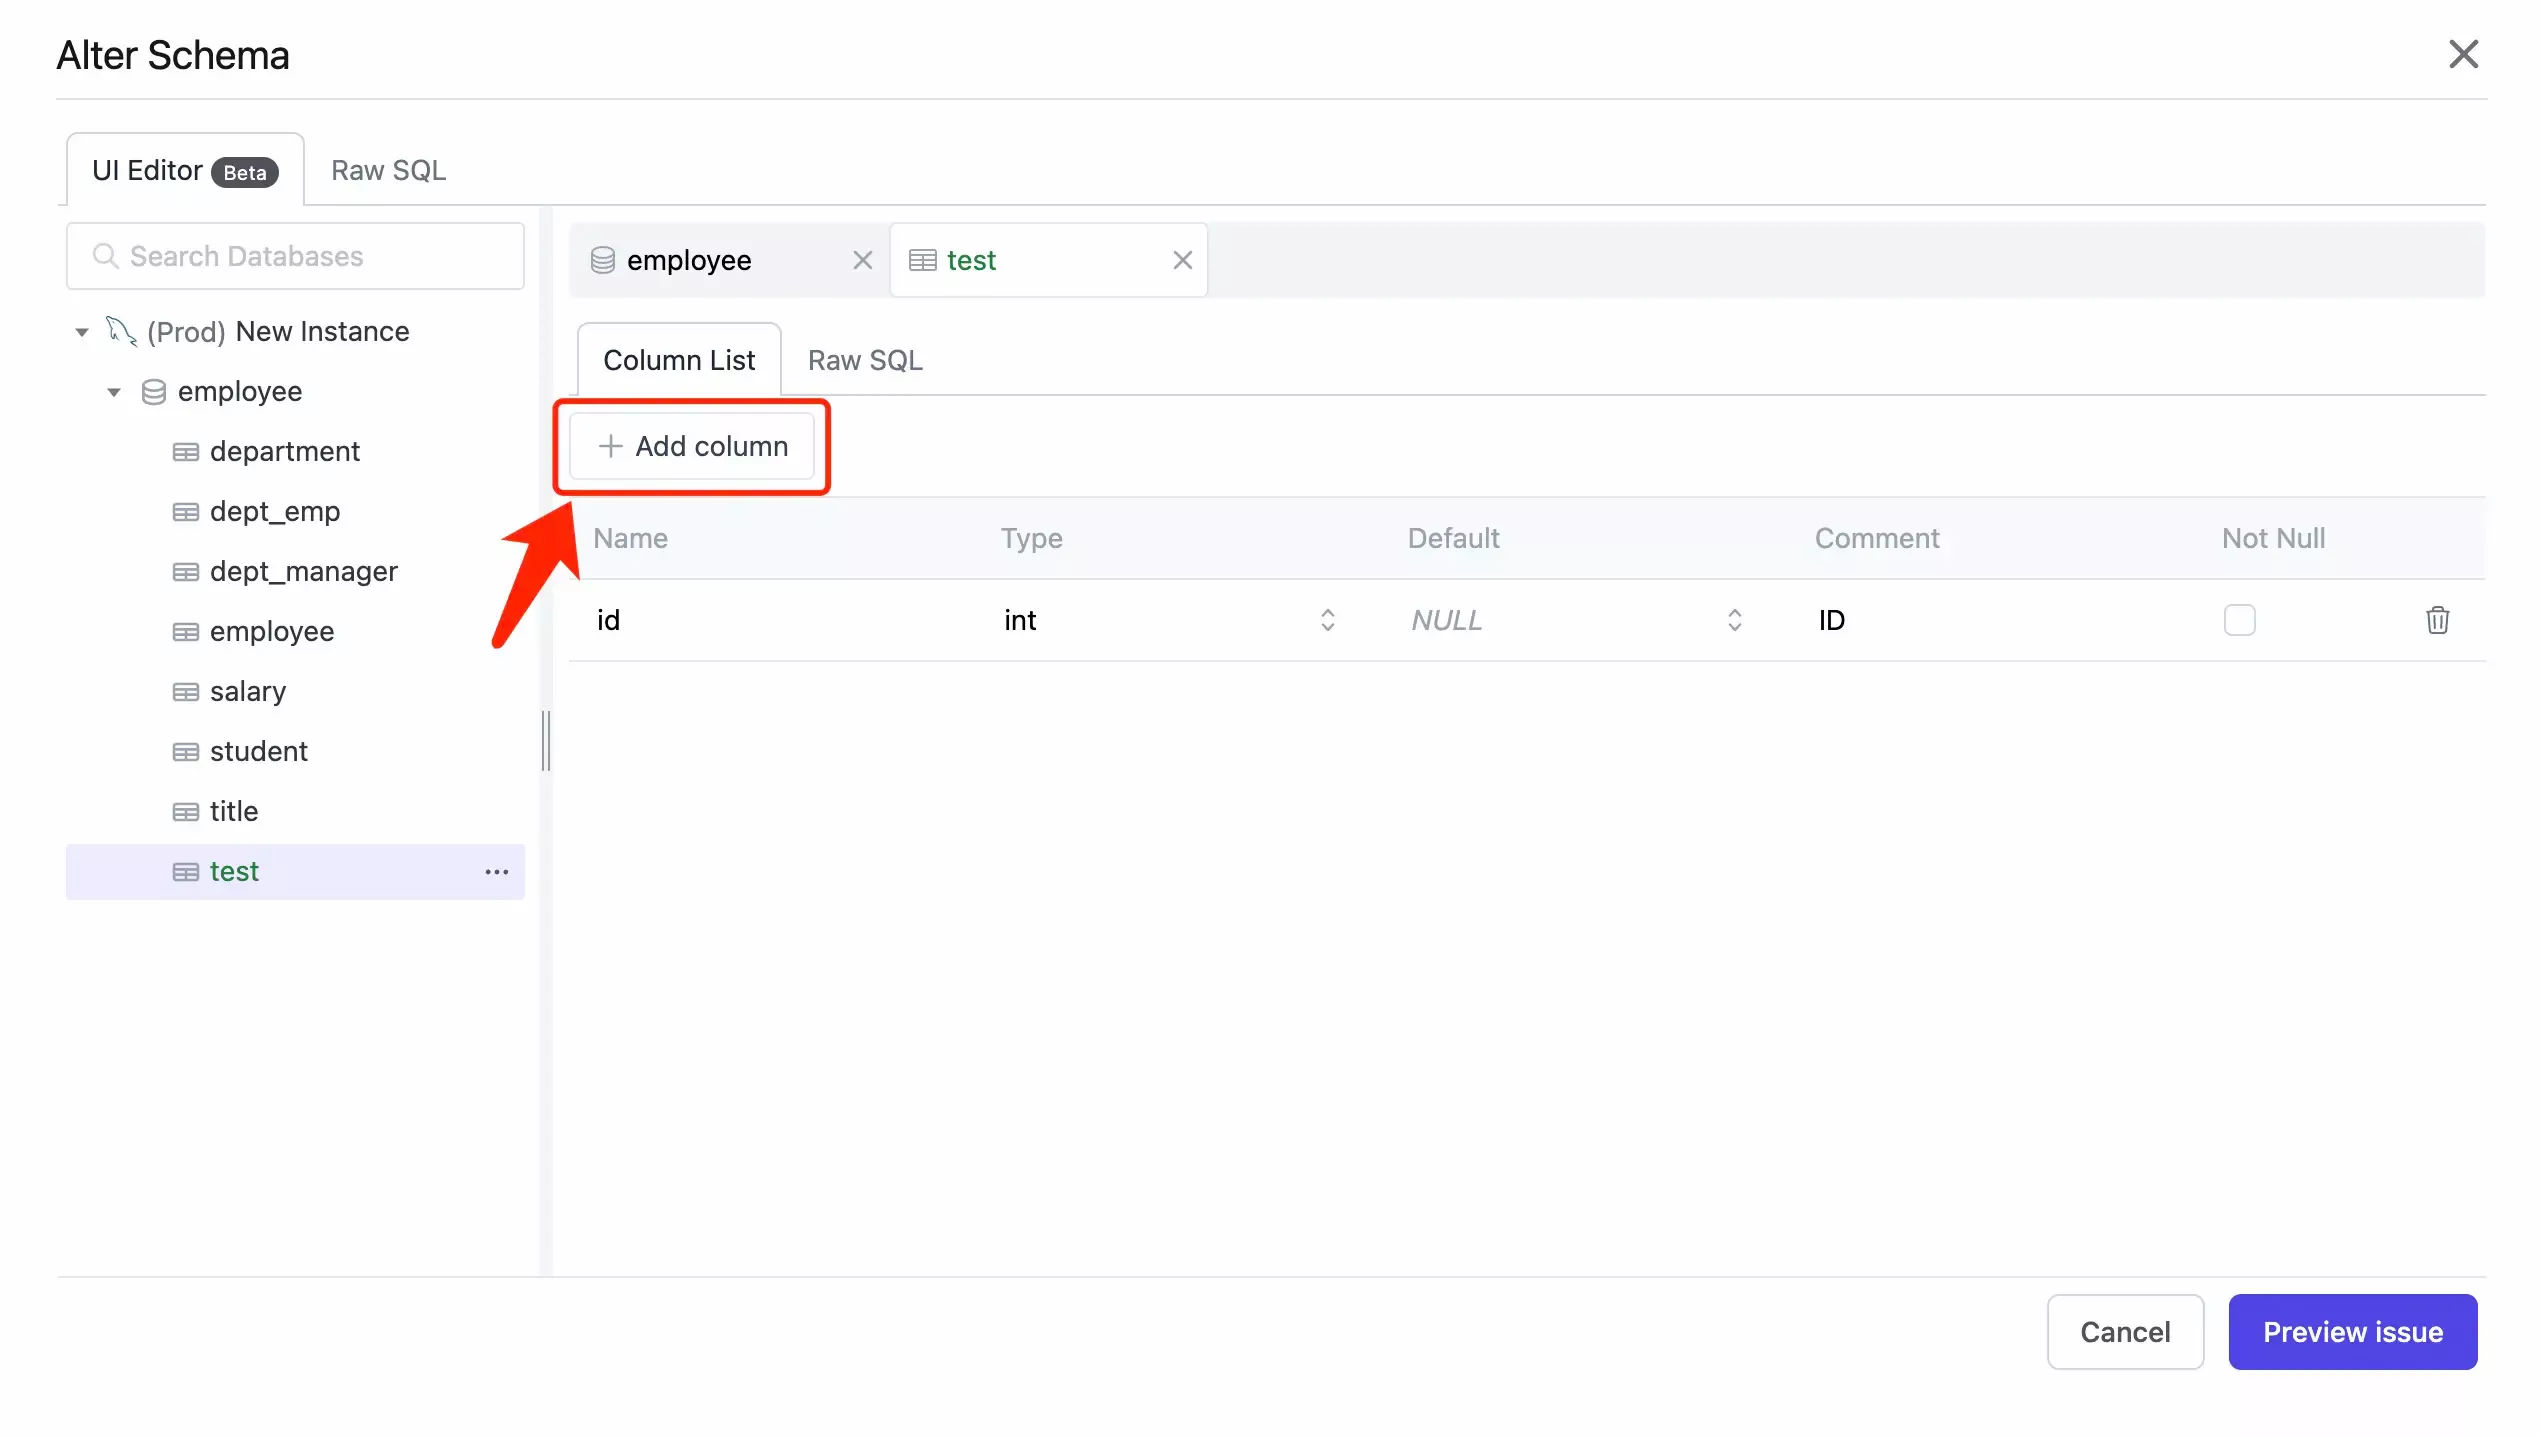 Alter Schema
UI Editor Beta Raw SQL
Search Databases
(Prod) New Instance
employee
department
dept_emp
dept_manager
employee
salary
student
title
test
employee test
Column List Raw SQL
Add column
Name Type Default Comment Not Null
id int NULL ID
Cancel Preview issue